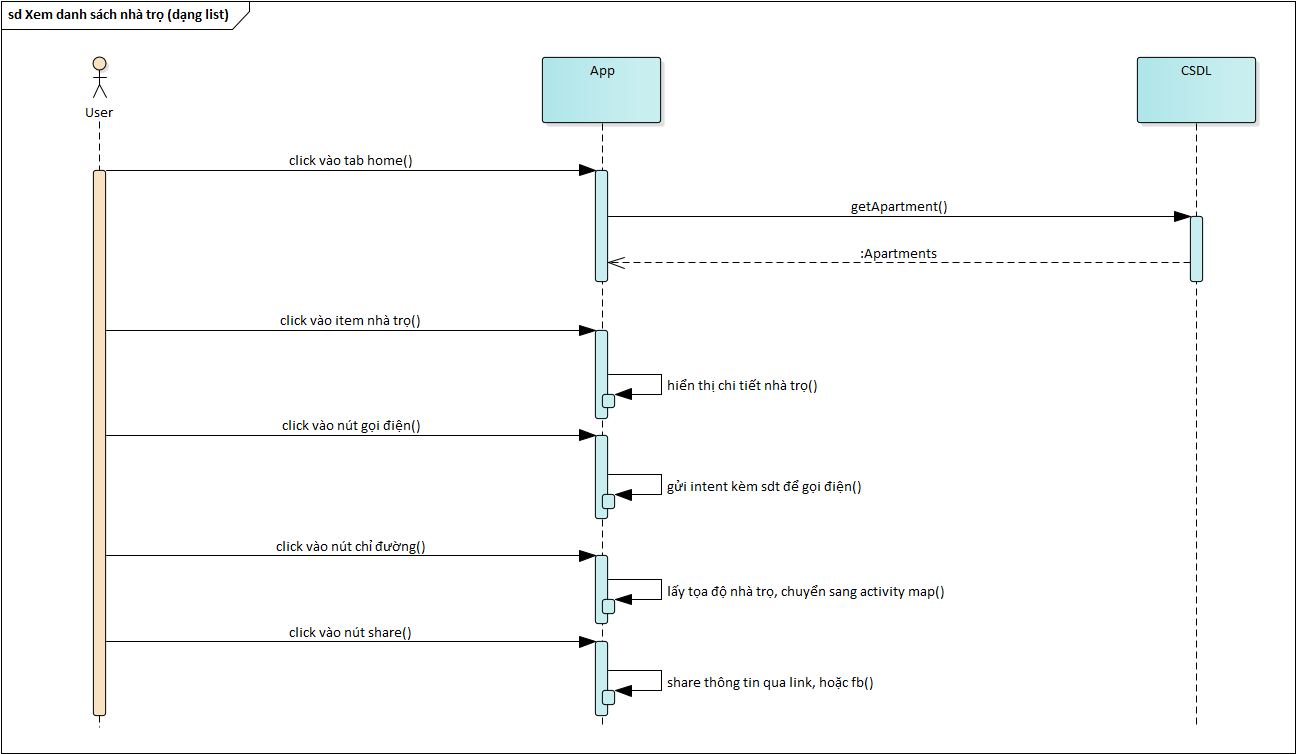 sd Xem danh sách nhà trọ (dạng list)
User
App
CSDL
click vào tab home()
getApartment()
:Apartments
click vào item nhà trọ()
hiển thị chi tiết nhà trọ()
click vào nút gọi điện()
gửi intent kèm sdt để gọi điện()
click vào nút chỉ đường()
lấy tọa độ nhà trọ, chuyển sang activity map()
click vào nút share()
share thông tin qua link, hoặc fb()